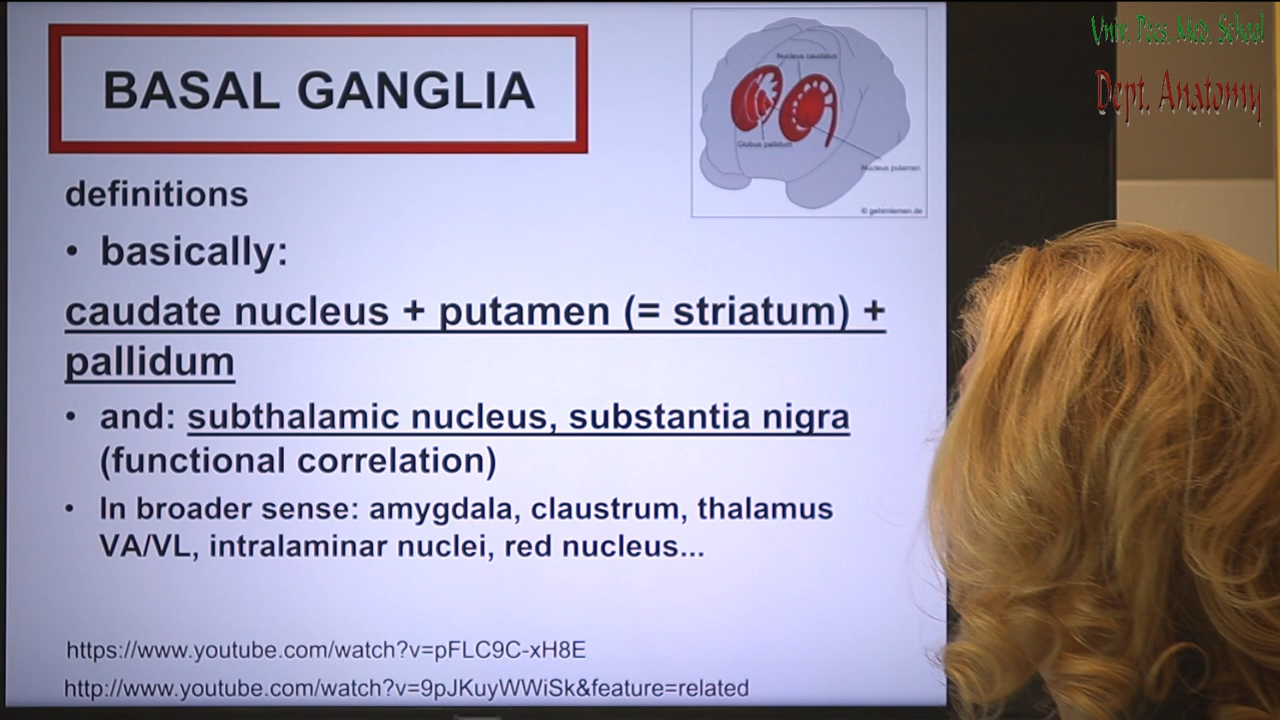 BASAL GANGLIA
Nucleus caudatus
Globus pallidum
Nucleus putamen
© gehirnlernen.de
Univ. Pecs. Med. School
Dept. Anatomy
definitions
• basically:
caudate nucleus + putamen (= striatum) +
pallidum
• and: subthalamic nucleus, substantia nigra
(functional correlation)
• In broader sense: amygdala, claustrum, thalamus
VA/VL, intralaminar nuclei, red nucleus...
https://www.youtube.com/watch?v=pFLC9C-xH8E
http://www.youtube.com/watch?v=9pJKuyWWiSk&feature=related